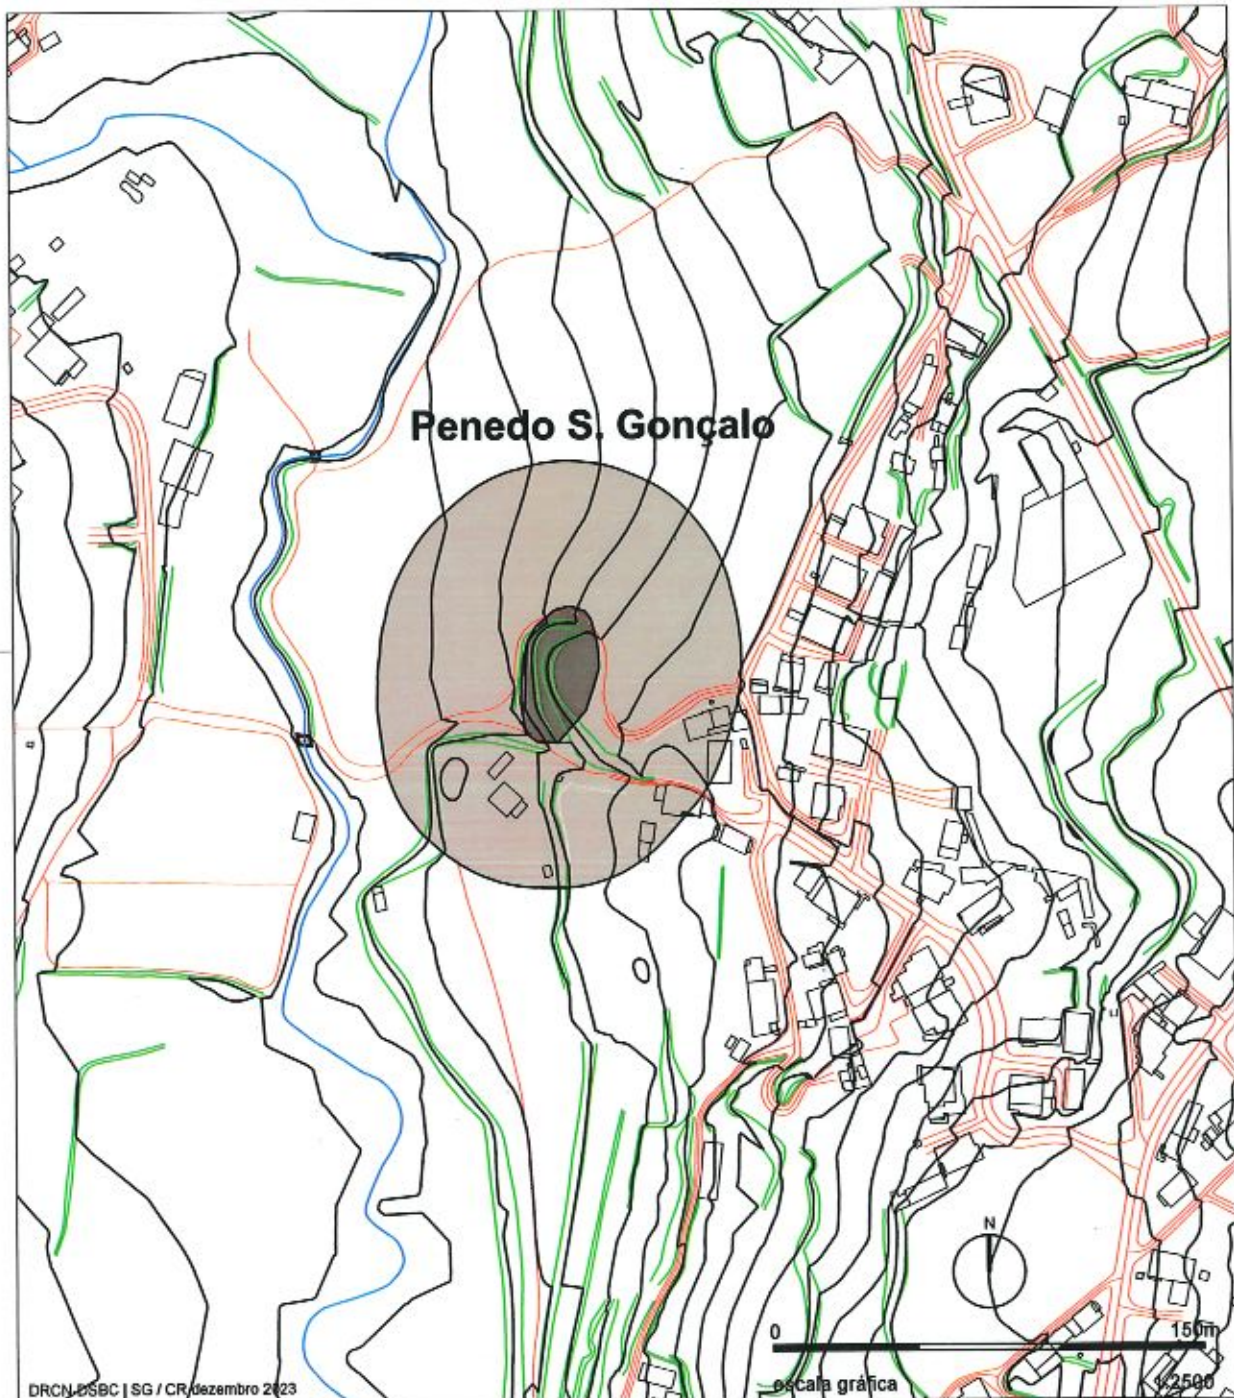 Penedo S. Gonçalo
N
0 150m
escala gráfica 1:2500
DRCN-DSBC | SG / CR/dezembro 2023